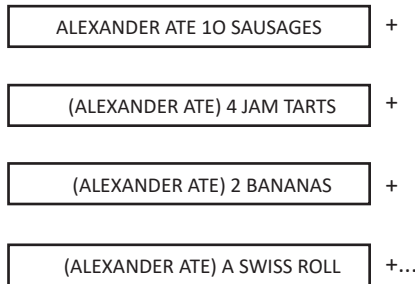 ALEXANDER ATE 1O SAUSAGES +
(ALEXANDER ATE) 4 JAM TARTS +
(ALEXANDER ATE) 2 BANANAS +
(ALEXANDER ATE) A SWISS ROLL +...